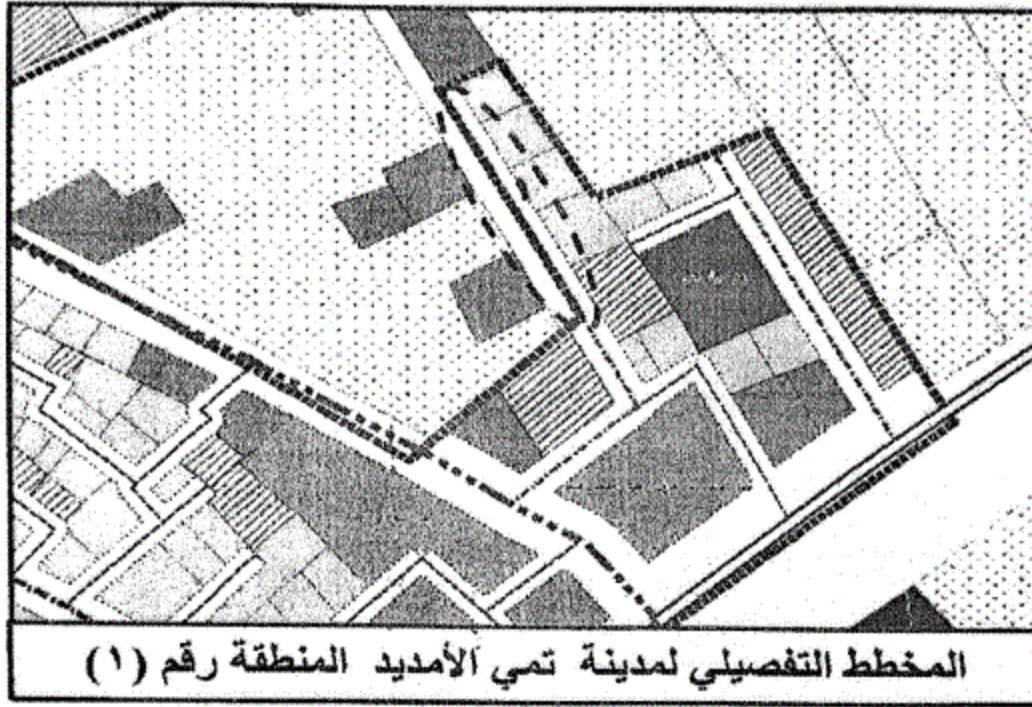 المخطط التفصيلي لمدينة تمي الأمديد المنطقة رقم (١)